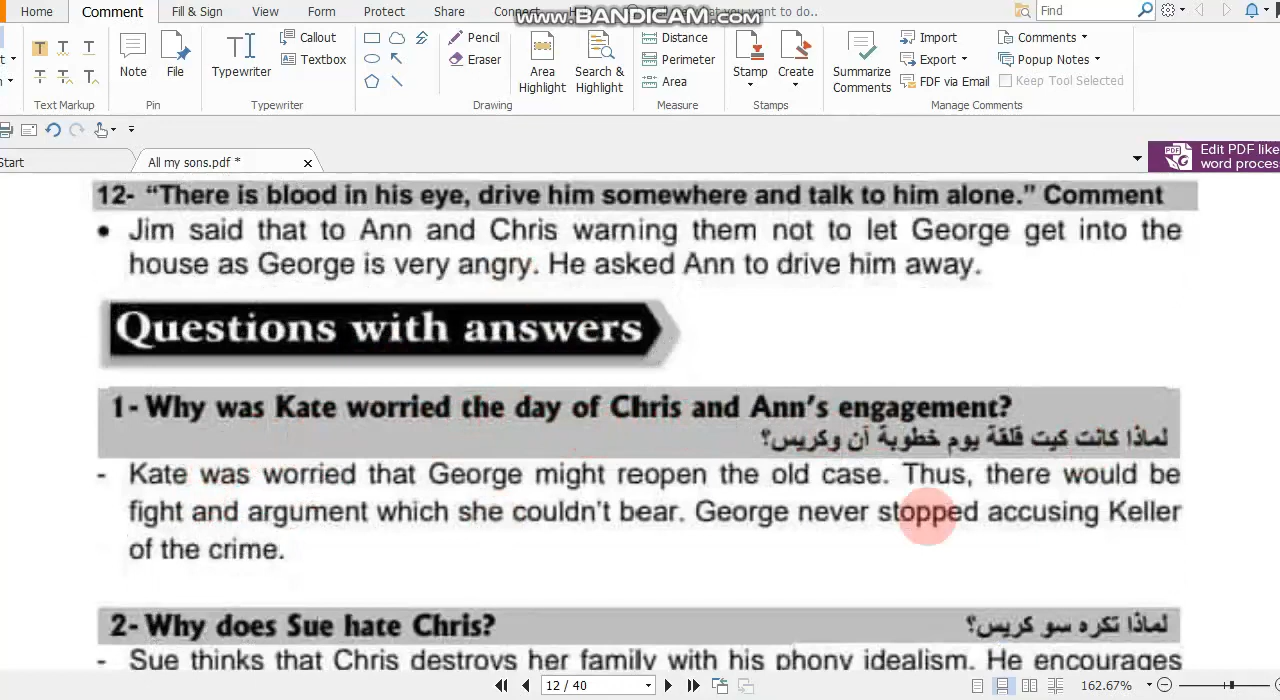 Home Comment Fill & Sign View Form Protect Share
www.BANDICAM.com
you want to do..
Find
Note File Typewriter Callout Textbox Pencil Eraser Area Highlight Search & Highlight Distance Perimeter Area Stamp Create Summarize Comments Import Export FDF via Email Comments Popup Notes Keep Tool Selected
Text Markup Pin Typewriter Drawing Measure Stamps Manage Comments
Start All my sons.pdf * Edit PDF like
word proces
12- “There is blood in his eye, drive him somewhere and talk to him alone.” Comment
• Jim said that to Ann and Chris warning them not to let George get into the
house as George is very angry. He asked Ann to drive him away.
Questions with answers
1- Why was Kate worried the day of Chris and Ann's engagement?
لماذا كانت كيت قلقة يوم خطوبة آن وكريس؟
- Kate was worried that George might reopen the old case. Thus, there would be
fight and argument which she couldn't bear. George never stopped accusing Keller
of the crime.
2- Why does Sue hate Chris? لماذا تكره سو كريس؟
- Sue thinks that Chris destroys her family with his phony idealism. He encourages
12 / 40 162.67%